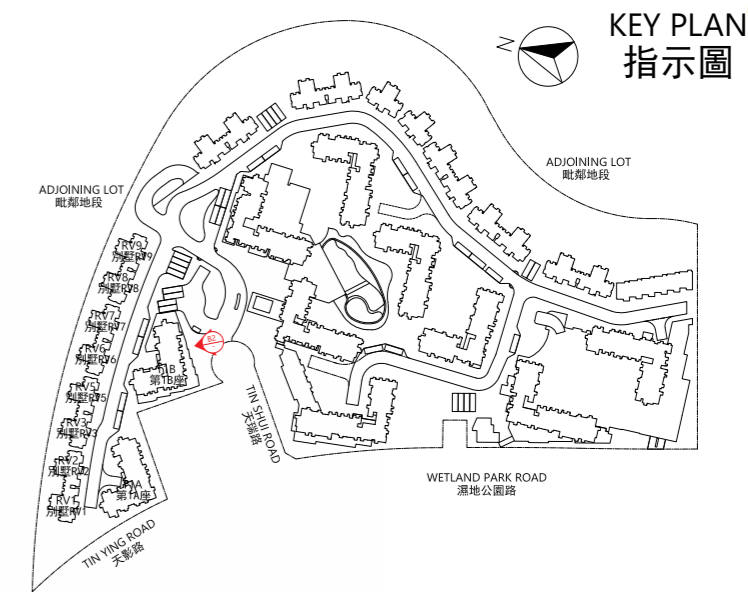 KEY PLAN
指示圖
N
ADJOINING LOT
毗鄰地段
ADJOINING LOT
毗鄰地段
RV9
別墅RV9
RV8
別墅RV8
RV7
別墅RV7
RV6
別墅RV6
RV5
別墅RV5
RV3
別墅RV3
RV2
別墅RV2
RV1
別墅RV1
B2
第1B座
第1A座
TIN SHUI ROAD
天瑞路
WETLAND PARK ROAD
濕地公園路
TIN YING ROAD
天影路